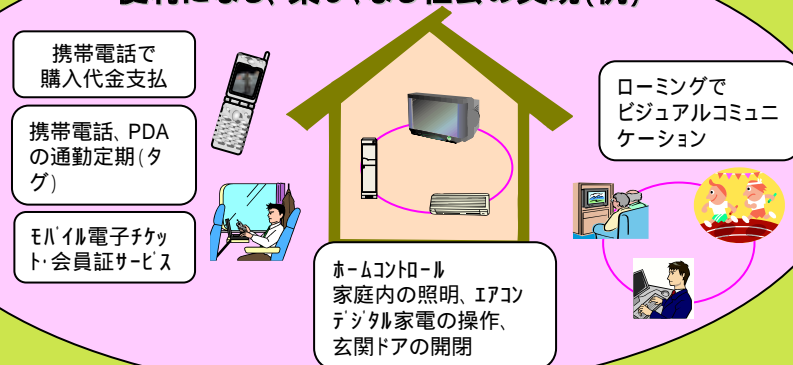 携帯電話で
購入代金支払
携帯電話、PDA
の通勤定期(タ
グ)
ﾓﾊﾞｲﾙ電子ﾁｹｯ
ﾄ･会員証ｻｰﾋﾞｽ
ﾎｰﾑｺﾝﾄﾛｰﾙ
家庭内の照明、ｴｱｺﾝ
ﾃﾞｼﾞﾀﾙ家電の操作、
玄関ドアの開閉
ローミングで
ビジュアルコミュニ
ケーション